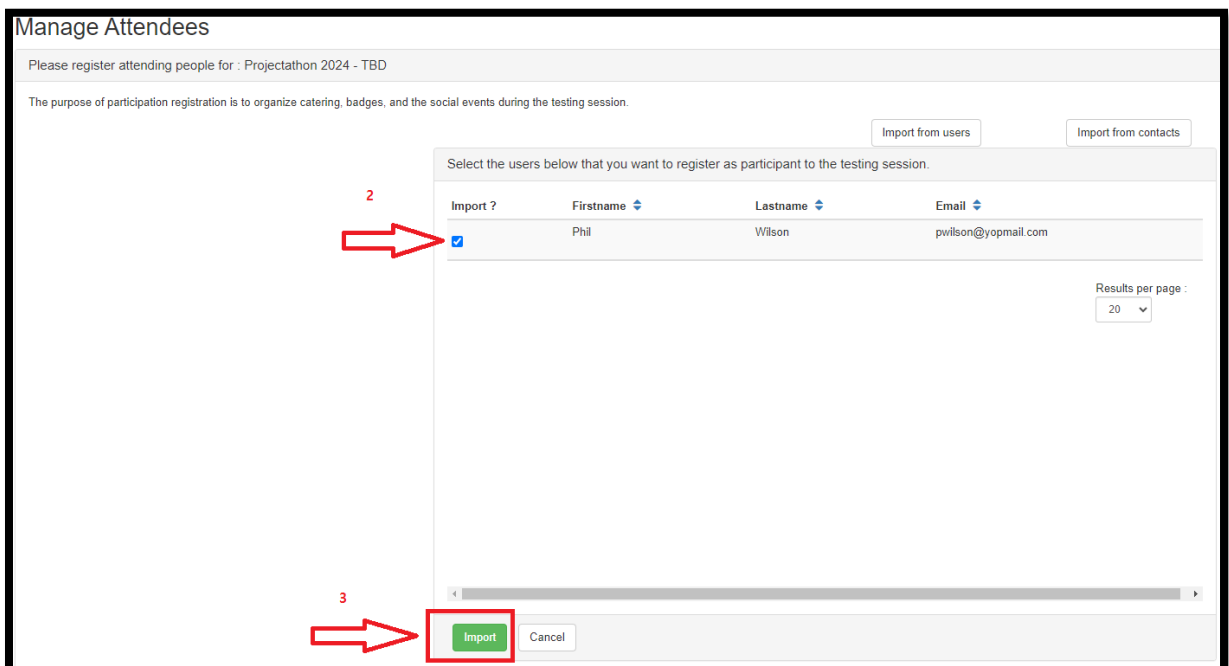 Manage Attendees
Please register attending people for : Projectathon 2024 - TBD
The purpose of participation registration is to organize catering, badges, and the social events during the testing session.
Import from users Import from contacts
Select the users below that you want to register as participant to the testing session.
2
Import ? Firstname Lastname Email
Phil Wilson pwilson@yopmail.com
Results per page :
20
3
Import Cancel